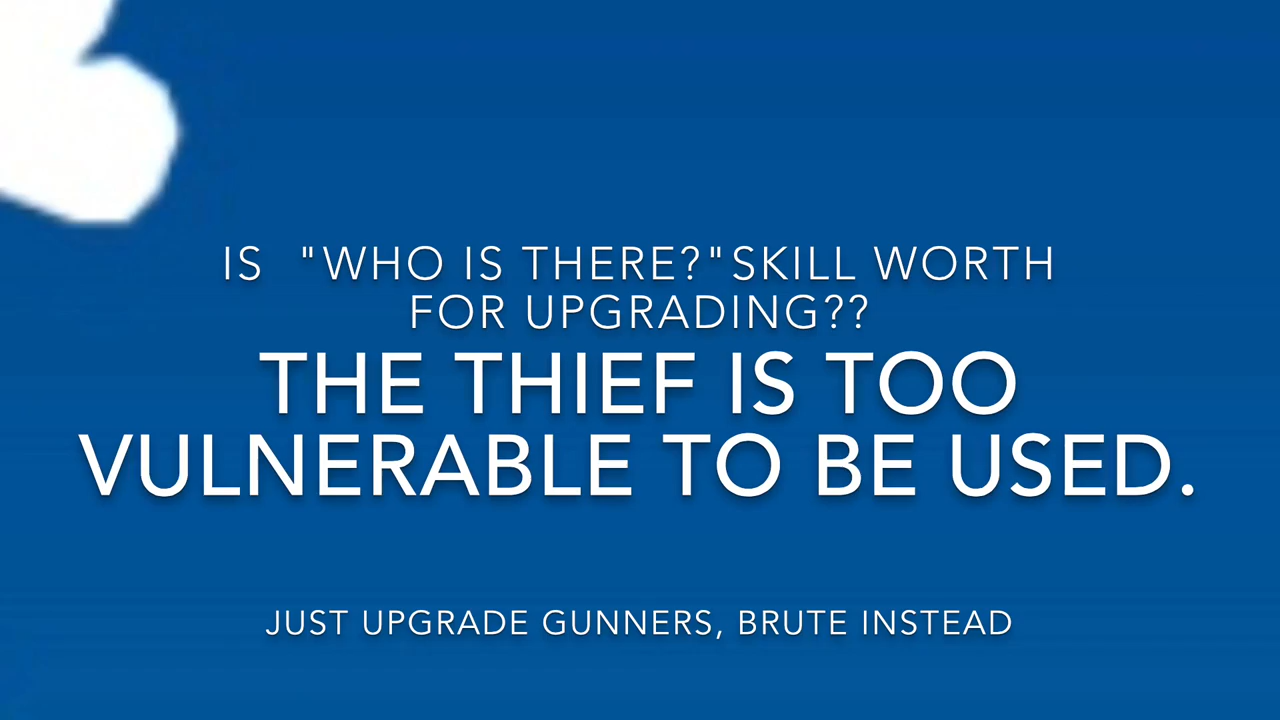 IS  "WHO IS THERE?"SKILL WORTH
FOR UPGRADING??
THE THIEF IS TOO
VULNERABLE TO BE USED.
JUST UPGRADE GUNNERS, BRUTE INSTEAD